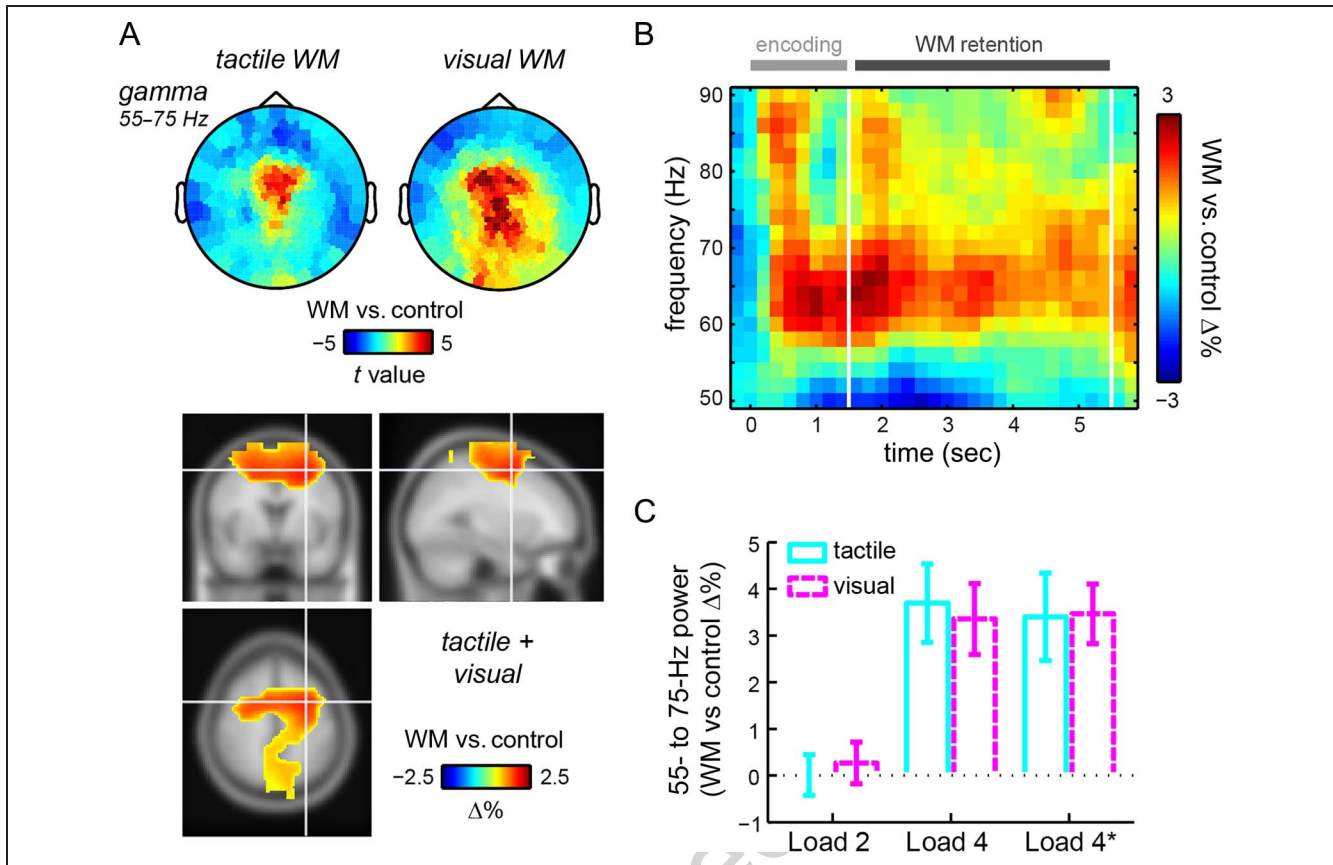 A
tactile WM
visual WM
gamma
55–75 Hz
WM vs. control
−5
5
t value
tactile +
visual
WM vs. control
−2.5
2.5
Δ%
B
encoding
WM retention
90
80
70
60
50
frequency (Hz)
0
1
2
3
4
5
time (sec)
3
−3
WM vs. control Δ%
C
5
4
3
2
1
0
−1
55- to 75-Hz power
(WM vs control Δ%)
tactile
visual
Load 2
Load 4
Load 4*